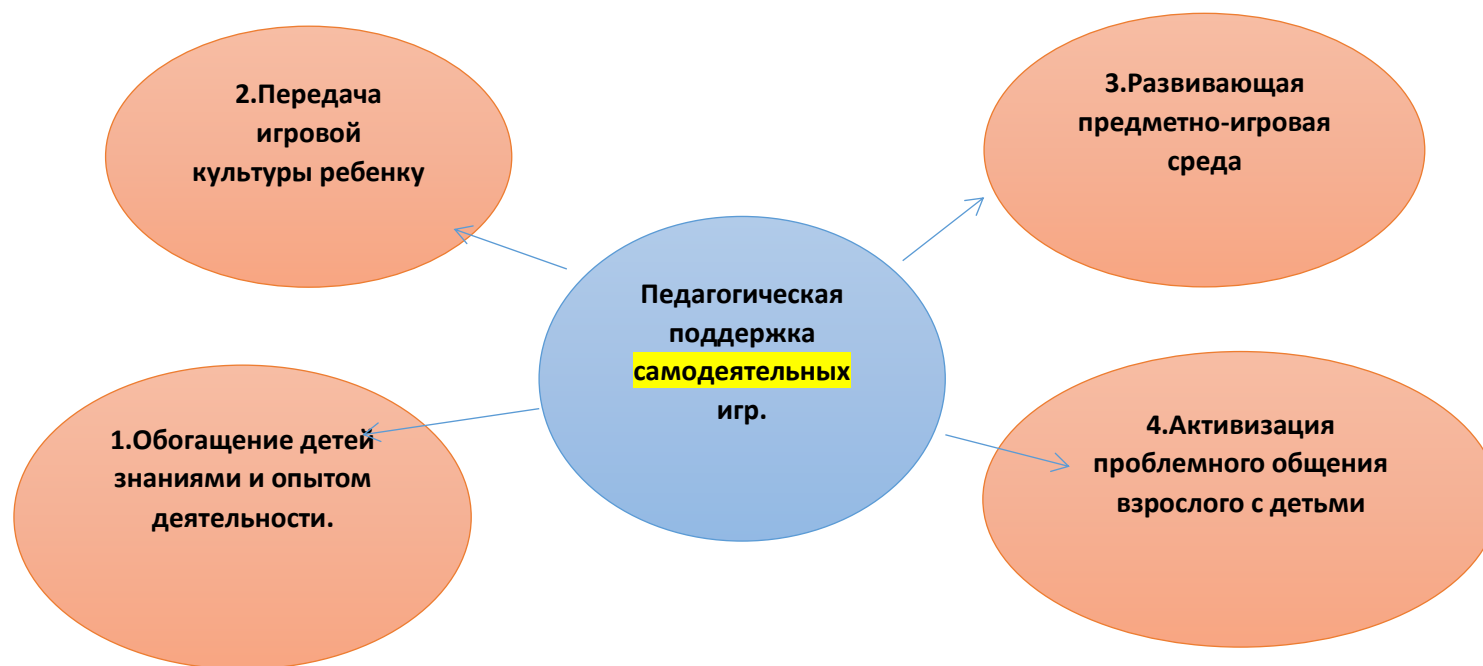 2.Передача
игровой
культуры ребенку
3.Развивающая
предметно-игровая
среда
Педагогическая
поддержка
самодеятельных
игр.
1.Обогащение детей
знаниями и опытом
деятельности.
4.Активизация
проблемного общения
взрослого с детьми